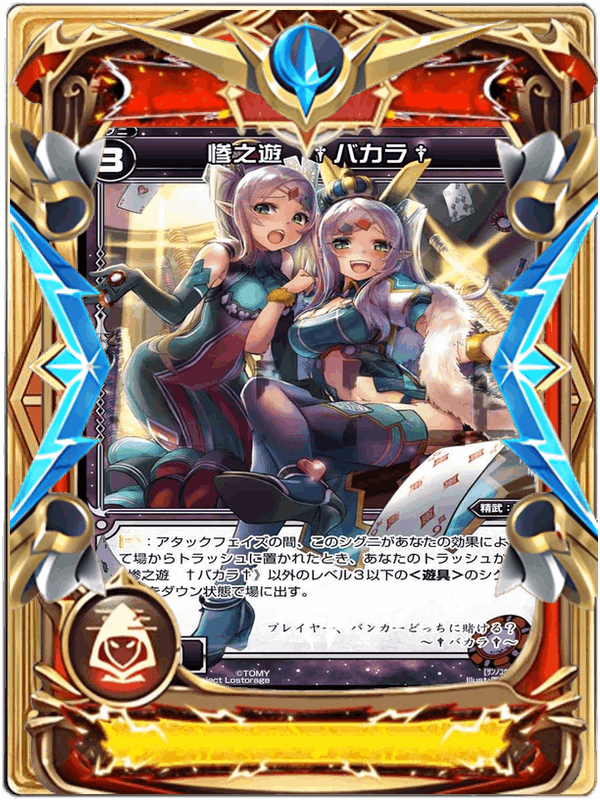 3
惨之遊 †バカラ†
精武：
：アタックフェイズの間、このシグニがあなたの効果によ
て場からトラッシュに置かれたとき、あなたのトラッシュか
惨之遊 †バカラ†》以外のレベル３以下の<遊具>のシグ
をダウン状態で場に出す。
プレイヤー、バンカーどっちに賭ける？
～†バカラ†～
©TOMY
ect Lostorage
Illust